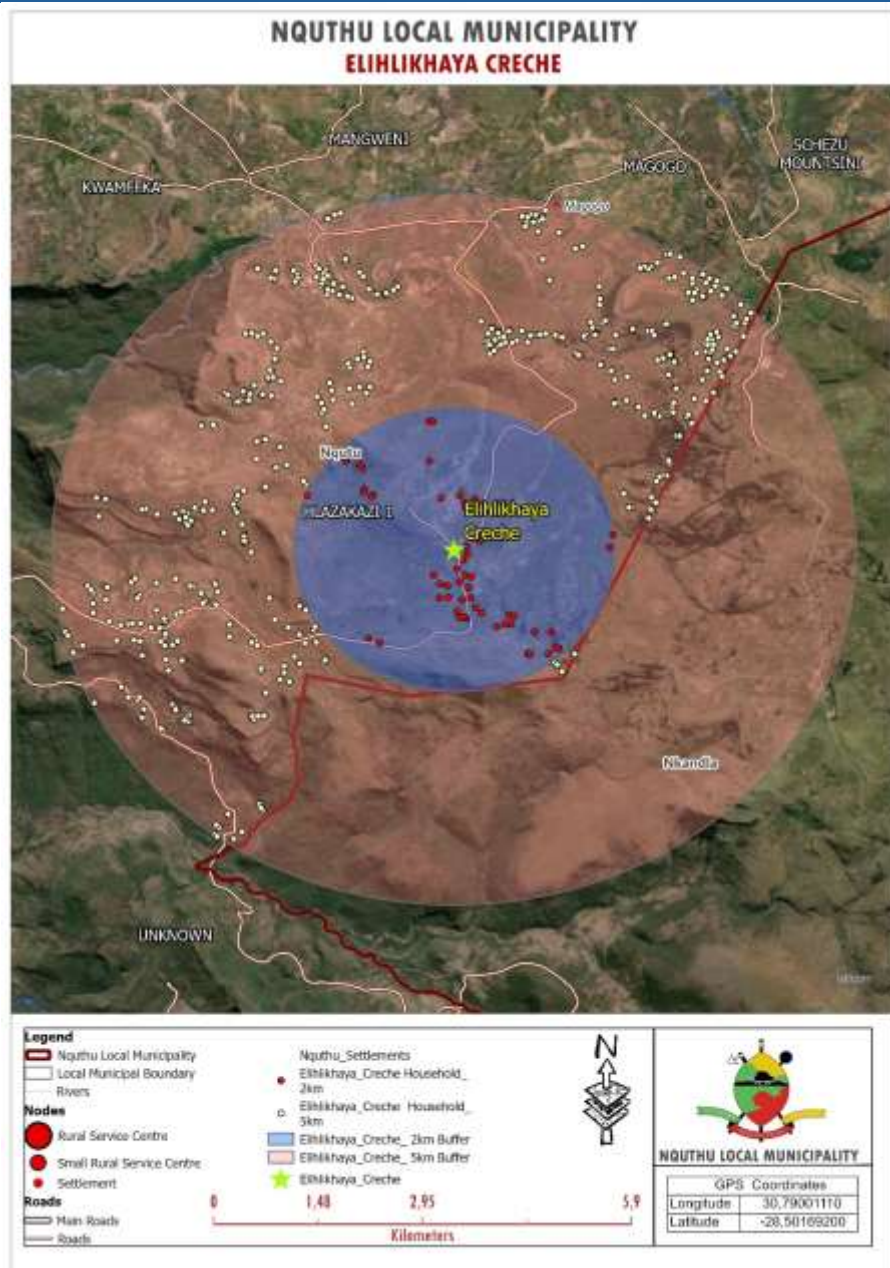 NQUTHU LOCAL MUNICIPALITY
ELIHLIKHAYA CRECHE
MANGWENI
KWAMEEKA
MAGOGO
SCHEZU
MOUNTSINI
Magogo
Nqutu
HLAZAKAZI I
Elihlikhaya
Creche
Nkandla
UNKNOWN
Legend
Nquthu Local Municipality
Local Municipal Boundary
Rivers
Nodes
Rural Service Centre
Small Rural Service Centre
Settlement
Roads
Main Roads
Roads
Nquthu_Settlements
Elihlikhaya_Creche Household_
2km
Elihlikhaya_Creche Household_
5km
Elihlikhaya_Creche_ 2km Buffer
Elihlikhaya_Creche_ 5km Buffer
Elihlikhaya_Creche
0 1,48 2,95 5,9
Kilometers
N
NQUTHU LOCAL MUNICIPALITY
GPS Coordinates
Longitude 30,79001110
Latitude -28,50169200